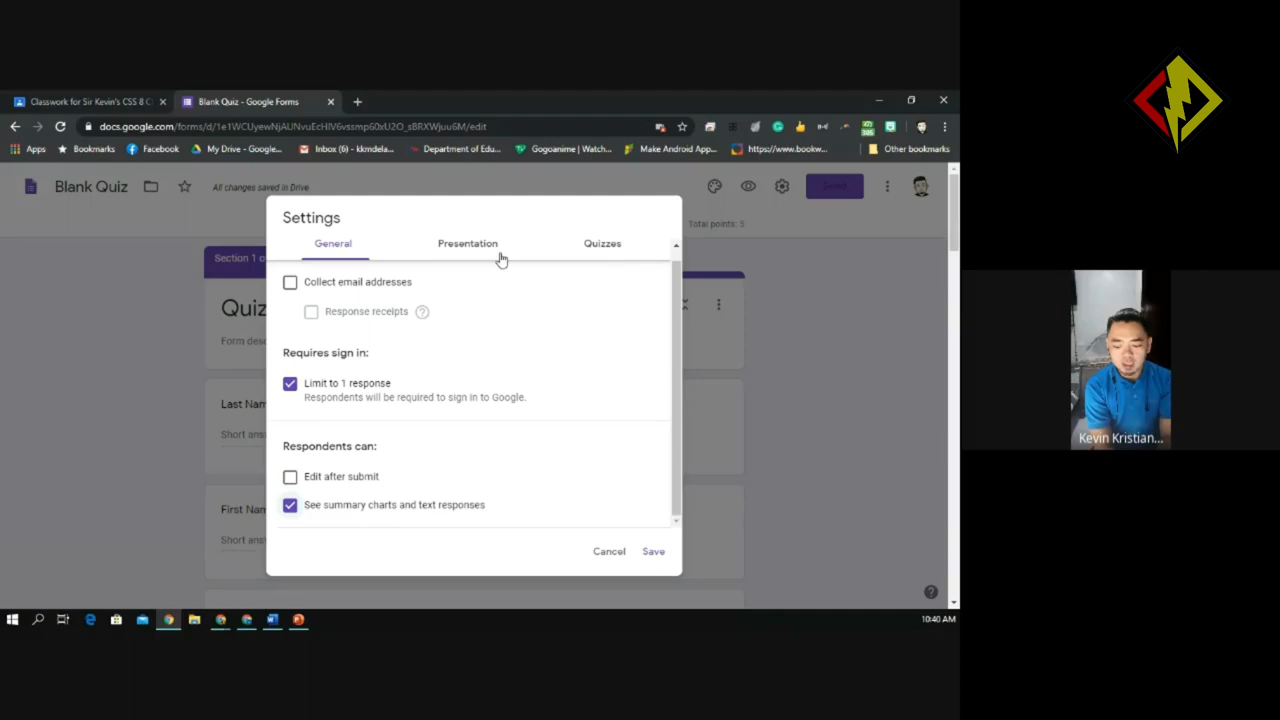 Classwork for Sir Kevin's CSS 8 C
Blank Quiz - Google Forms
docs.google.com/forms/d/1e1WCUyewNjAUNvuEcHIV6vssmp60xU2O_sBRXWjuu6M/edit
Apps
Bookmarks
Facebook
My Drive - Google...
Inbox (6) - kkmdela...
Department of Edu...
Gogoanime | Watch...
Make Android App...
https://www.bookw...
Other bookmarks
Blank Quiz
All changes saved in Drive
Send
Total points: 5
Settings
General
Presentation
Quizzes
Section 1 o
Collect email addresses
Quiz
Response receipts
Form desc
Requires sign in:
Limit to 1 response
Respondents will be required to sign in to Google.
Last Nam
Short ans
Respondents can:
Edit after submit
See summary charts and text responses
First Nam
Short ans
Cancel
Save
10:40 AM
Kevin Kristian...